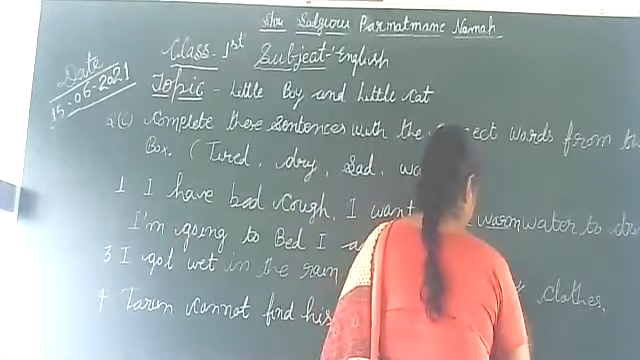 Shri Sadguru Parmatmane Namah
Class - 1st Subject - English
Date
15-06-2021
Topic - Little Boy and Little Cat
(C) Complete these sentences with the words from
Box. (Tired, dry, Sad,
1 I have bad Cough, I want warm water to
I'm going to Bed I
3 I got wet in the rain clothes.
4 Tarun cannot find his